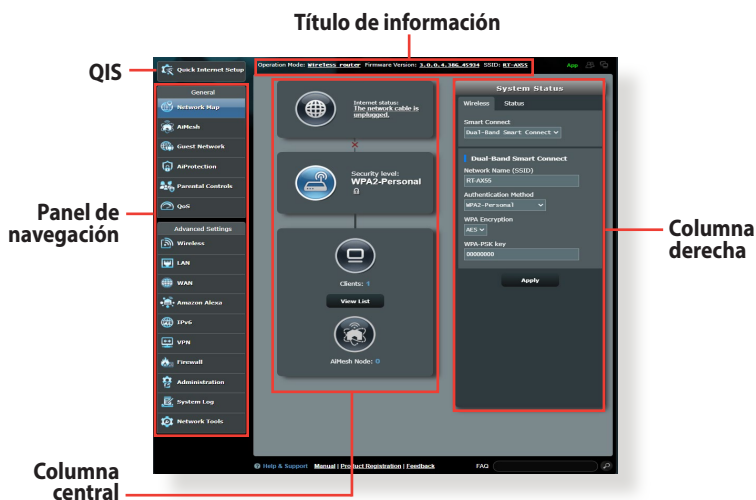 Título de información
QIS
Quick Internet Setup
Operation Mode: Wireless router Firmware Version: 3.0.0.4.386_45934 SSID: RT-AX55
App
General
Network Map
AiMesh
Guest Network
AiProtection
Parental Controls
QoS
Panel de
navegación
Advanced Settings
Wireless
LAN
WAN
Amazon Alexa
IPv6
VPN
Firewall
Administration
System Log
Network Tools
Internet status:
The network cable is
unplugged.
Security level:
WPA2-Personal
Clients: 1
View List
AiMesh Node: 0
System Status
Wireless Status
Smart Connect
Dual-Band Smart Connect
Dual-Band Smart Connect
Network Name (SSID)
RT-AX55
Authentication Method
WPA2-Personal
WPA Encryption
AES
WPA-PSK key
00000000
Apply
Columna
derecha
Columna
central
Help & Support Manual | Product Registration | Feedback FAQ